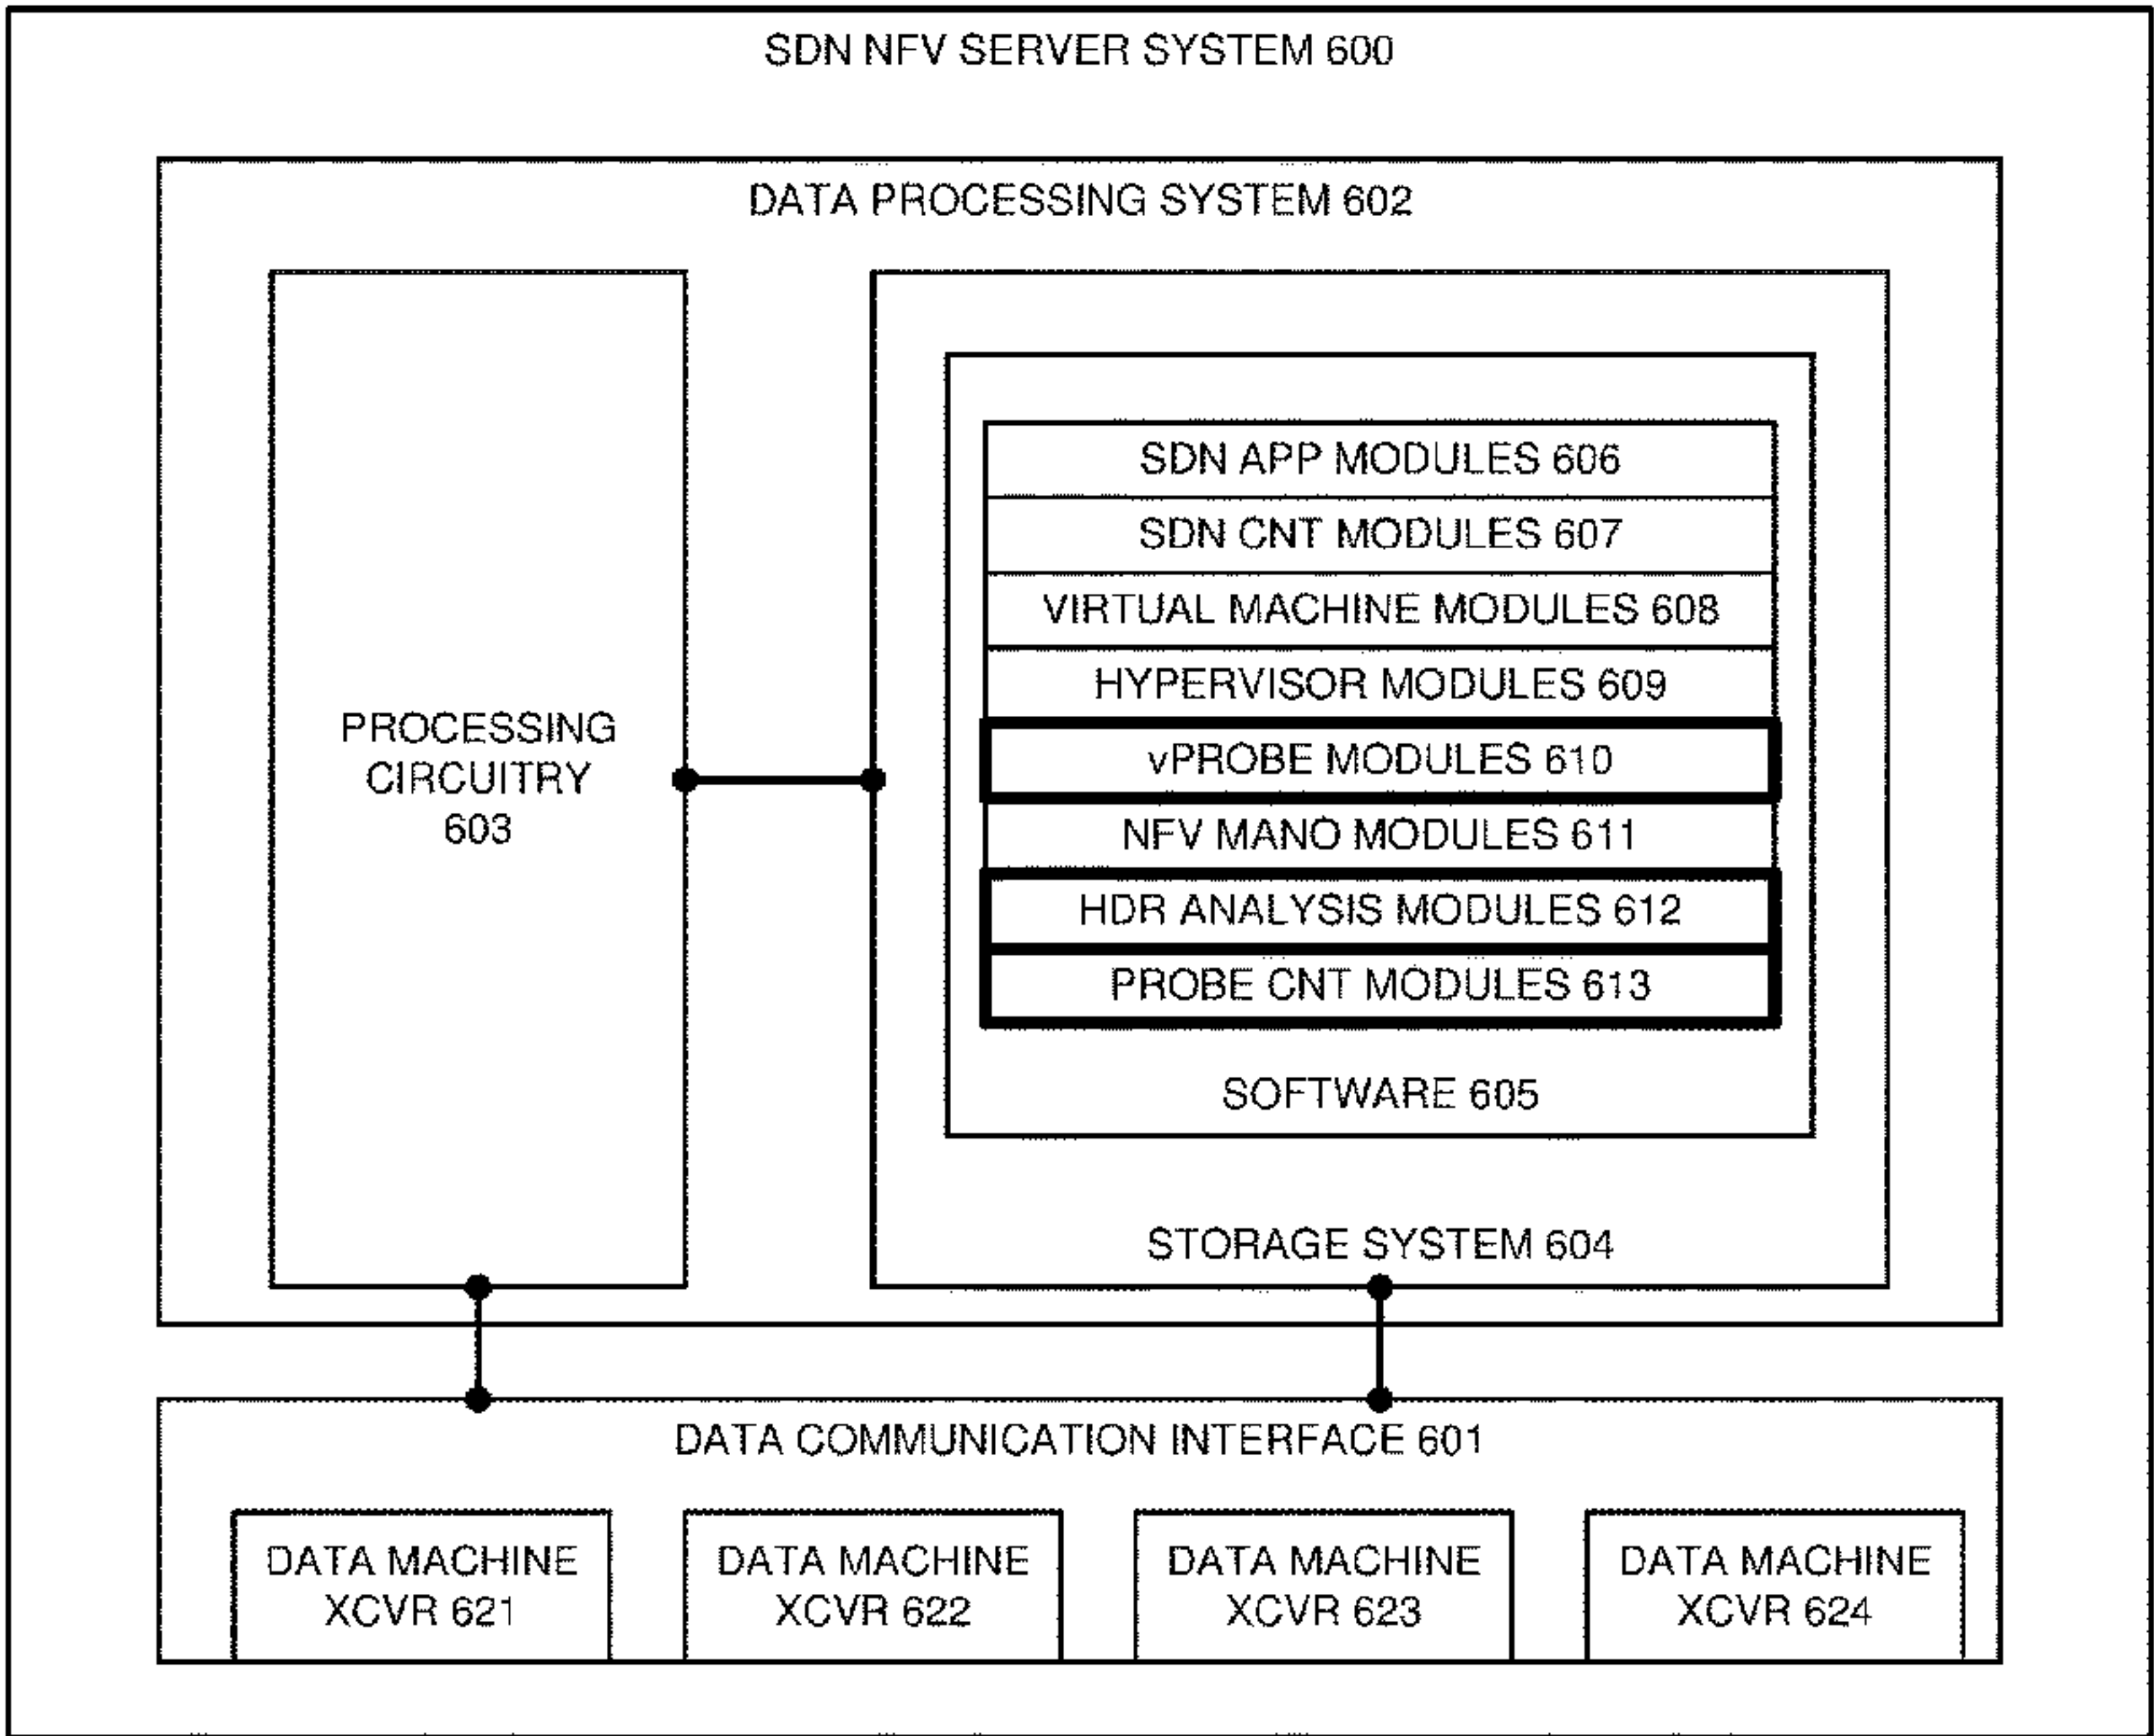 SDN NFV SERVER SYSTEM 600
DATA PROCESSING SYSTEM 602
PROCESSING
CIRCUITRY
603
SDN APP MODULES 606
SDN CNT MODULES 607
VIRTUAL MACHINE MODULES 608
HYPERVISOR MODULES 609
vPROBE MODULES 610
NFV MANO MODULES 611
HDR ANALYSIS MODULES 612
PROBE CNT MODULES 613
SOFTWARE 605
STORAGE SYSTEM 604
DATA COMMUNICATION INTERFACE 601
DATA MACHINE
XCVR 621
DATA MACHINE
XCVR 622
DATA MACHINE
XCVR 623
DATA MACHINE
XCVR 624